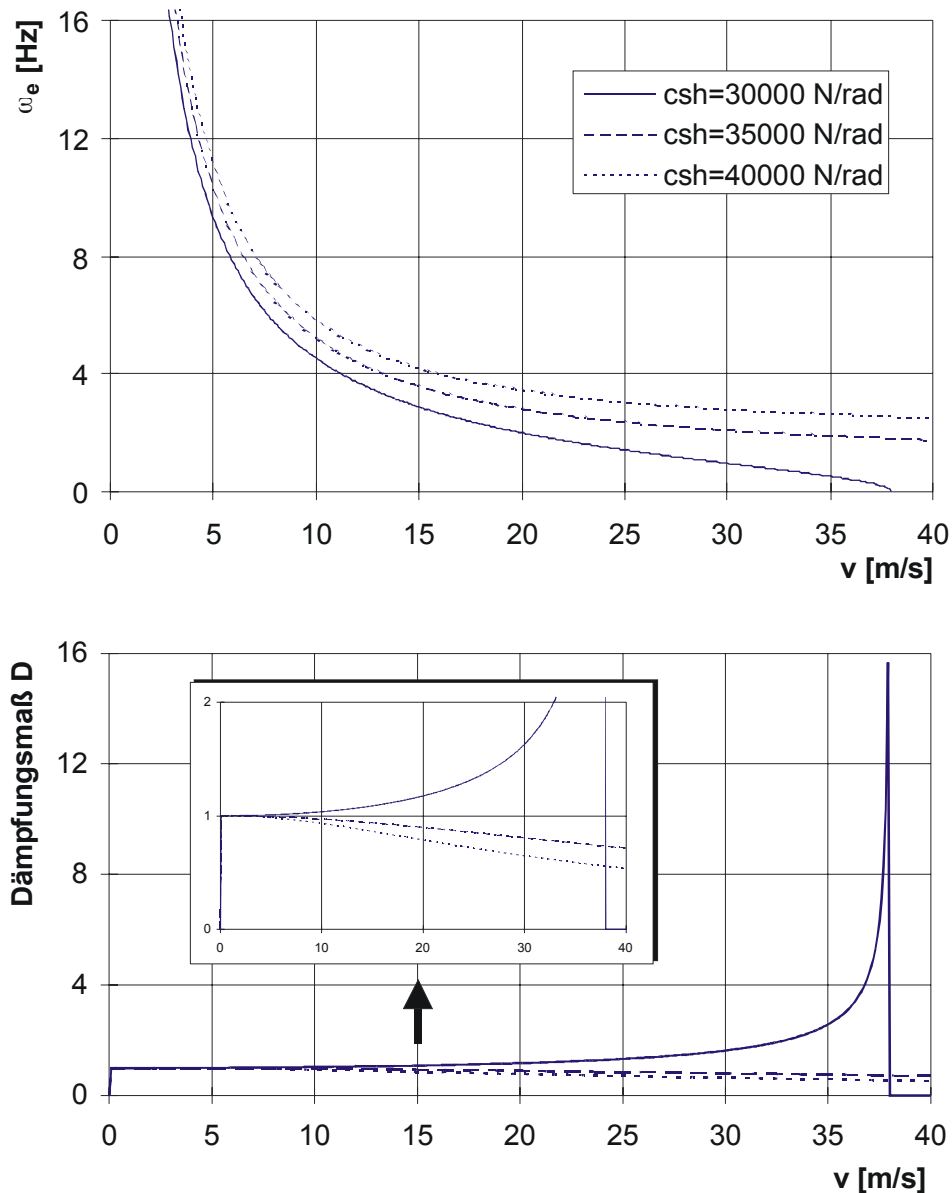 ωe [Hz]
16
12
8
4
0
csh=30000 N/rad
csh=35000 N/rad
csh=40000 N/rad
0 5 10 15 20 25 30 35 40
v [m/s]
Dämpfungsmaß D
16
12
8
4
0
2
1
0
0 10 20 30 40
0 5 10 15 20 25 30 35 40
v [m/s]